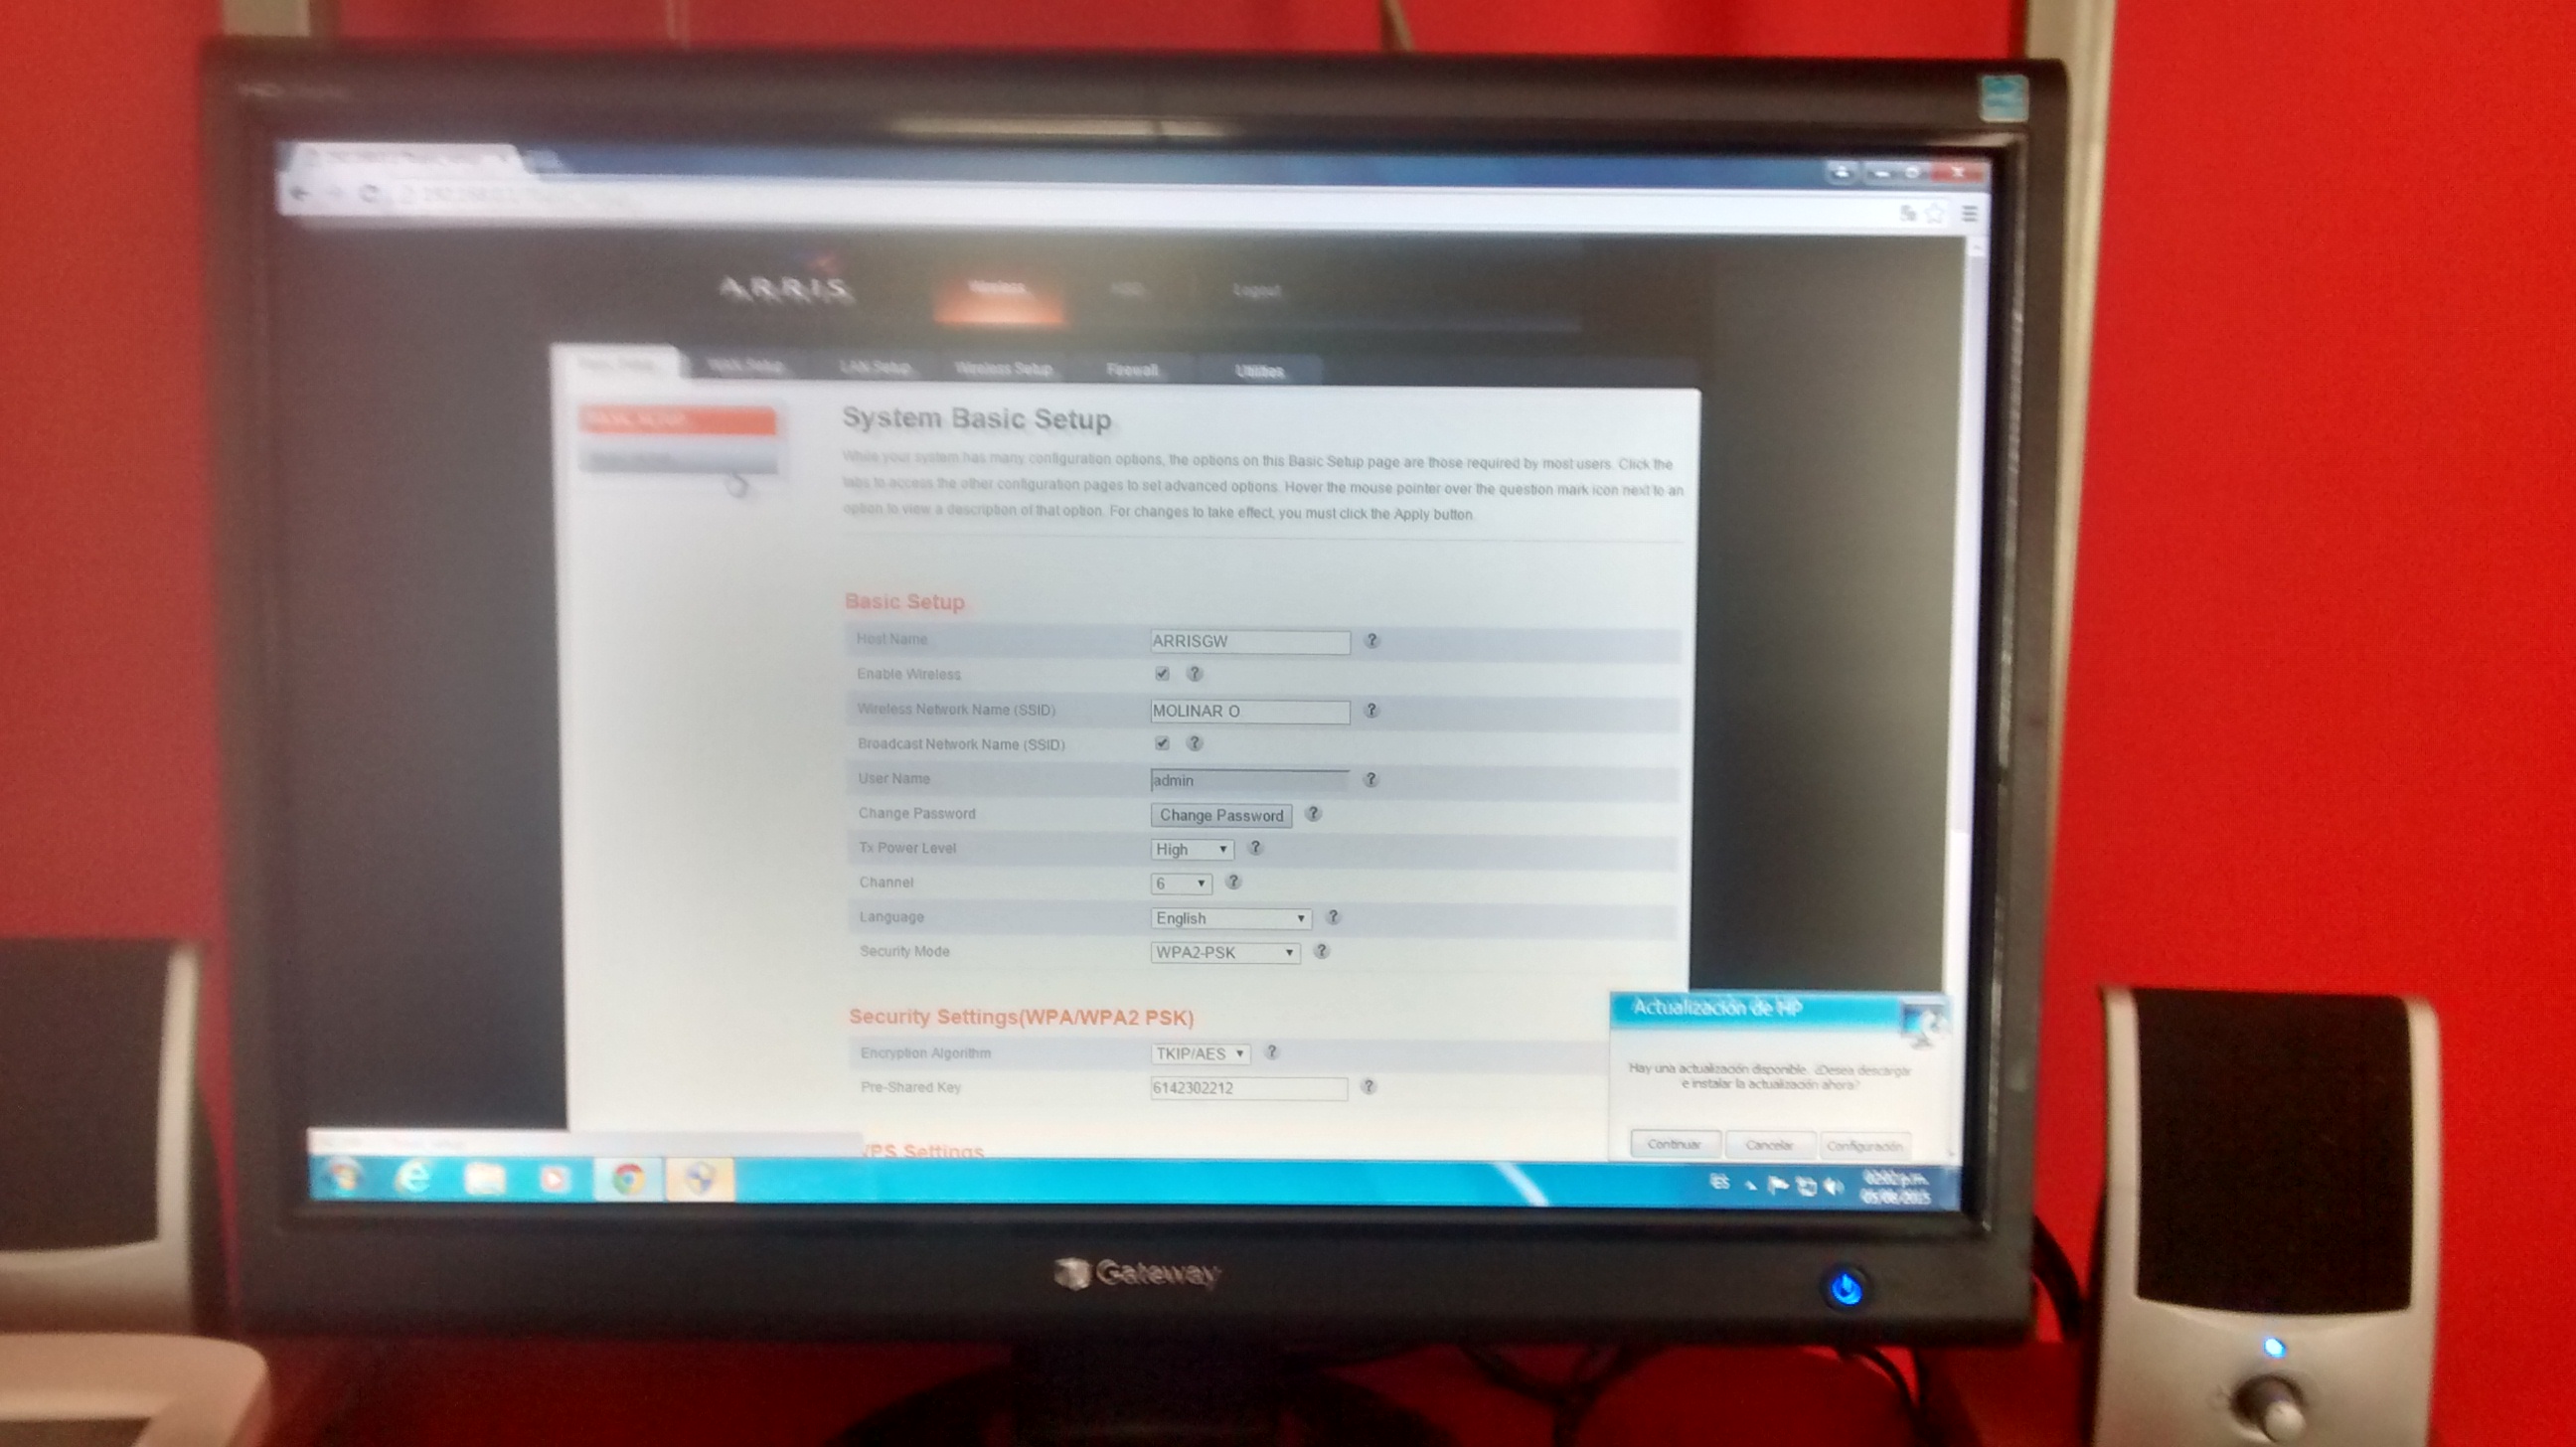 ARRIS
Wireless
Logout
WAN Setup
LAN Setup
Wireless Setup
Firewall
Utilities
BASIC SETUP
System Basic Setup
While your system has many configuration options, the options on this Basic Setup page are those required by most users. Click the
tabs to access the other configuration pages to set advanced options. Hover the mouse pointer over the question mark icon next to an
option to view a description of that option. For changes to take effect, you must click the Apply button.
Basic Setup
Host Name ARRISGW ?
Enable Wireless ?
Wireless Network Name (SSID) MOLINAR O ?
Broadcast Network Name (SSID) ?
User Name admin ?
Change Password Change Password ?
Tx Power Level High ?
Channel 6 ?
Language English ?
Security Mode WPA2-PSK ?
Security Settings(WPA/WPA2 PSK)
Encryption Algorithm TKIP/AES ?
Pre-Shared Key 6142302212 ?
WPS Settings
Actualización de HP
Hay una actualización disponible. ¿Desea descargar
e instalar la actualización ahora?
Continuar
Cancelar
Configuración
ES
02:02 p.m.
Gateway